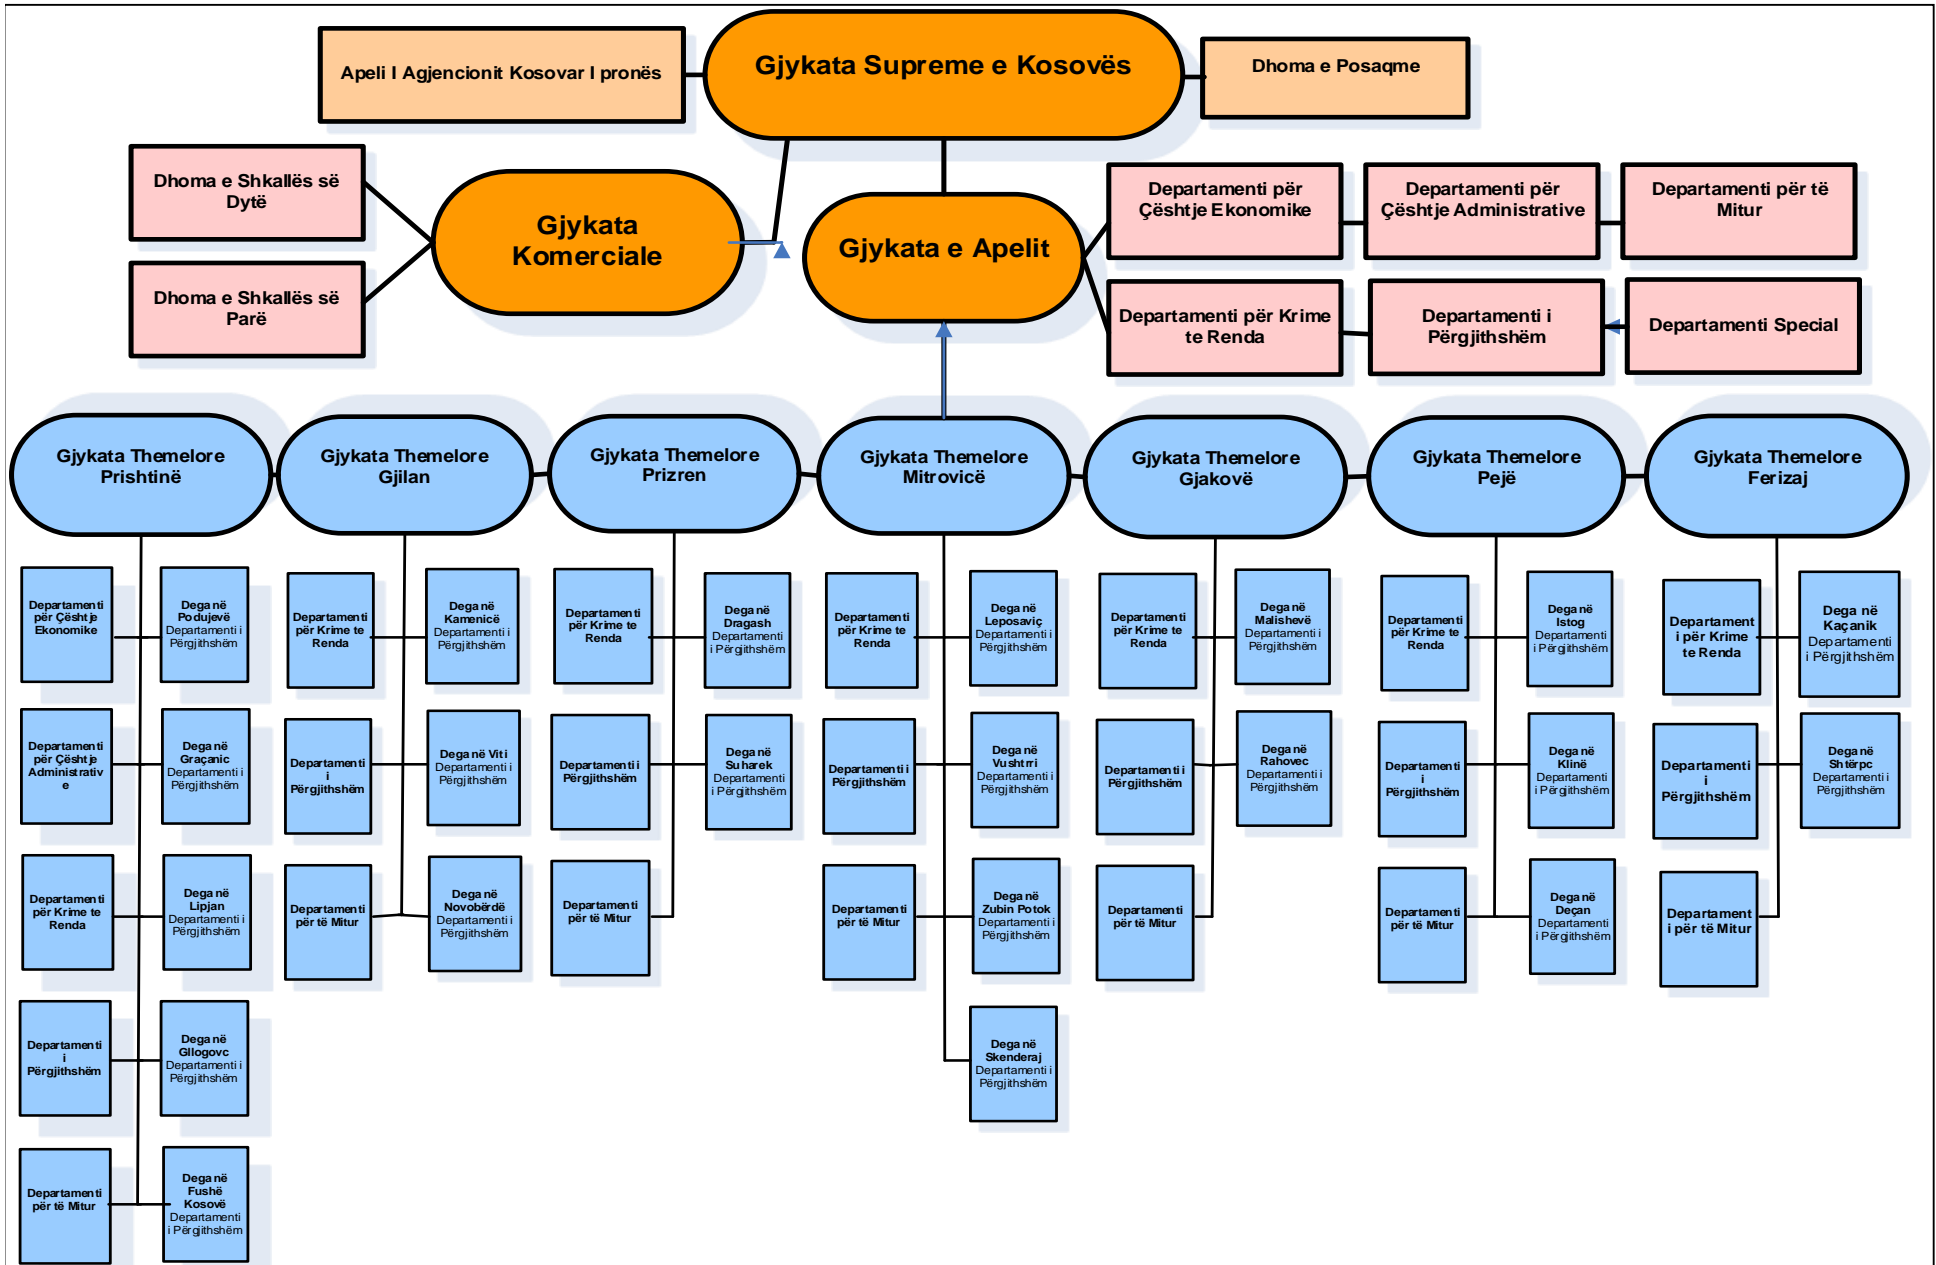 Gjykata Supreme e Kosovës
Apeli I Agjencionit Kosovar I pronës
Dhoma e Posaqme
Dhoma e Shkallës së
Dytë
Dhoma e Shkallës së
Parë
Gjykata
Komerciale
Gjykata e Apelit
Departamenti për
Çështje Ekonomike
Departamenti për
Çështje Administrative
Departamenti për të
Mitur
Departamenti për Krime
te Renda
Departamenti i
Përgjithshëm
Departamenti Special
Gjykata Themelore
Prishtinë
Gjykata Themelore
Gjilan
Gjykata Themelore
Prizren
Gjykata Themelore
Mitrovicë
Gjykata Themelore
Gjakovë
Gjykata Themelore
Pejë
Gjykata Themelore
Ferizaj
Departamenti
për Çështje
Ekonomike
Dega në
Podujevë
Departamenti i
Përgjithshëm
Departamenti
për Çështje
Administrativ
e
Dega në
Graçanic
Departamenti i
Përgjithshëm
Departamenti
për Krime te
Renda
Dega në
Lipjan
Departamenti i
Përgjithshëm
Departamenti
i
Përgjithshëm
Dega në
Gllogovc
Departamenti i
Përgjithshëm
Departamenti
për të Mitur
Dega në
Fushë
Kosovë
Departamenti
i Përgjithshëm
Departamenti
për Krime te
Renda
Dega në
Kamenicë
Departamenti i
Përgjithshëm
Departamenti
i
Përgjithshëm
Dega në Viti
Departamenti i
Përgjithshëm
Departamenti
për të Mitur
Dega në
Novobërdë
Departamenti i
Përgjithshëm
Departamenti
për Krime te
Renda
Dega në
Dragash
Departamenti
i Përgjithshëm
Departamenti i
Përgjithshëm
Dega në
Suharek
Departamenti
i Përgjithshëm
Departamenti
për të Mitur
Departamenti
për Krime te
Renda
Dega në
Leposaviç
Departamenti i
Përgjithshëm
Departamenti i
Përgjithshëm
Dega në
Vushtrri
Departamenti i
Përgjithshëm
Departamenti
për të Mitur
Dega në
Zubin Potok
Departamenti i
Përgjithshëm
Dega në
Skenderaj
Departamenti i
Përgjithshëm
Departamenti
për Krime te
Renda
Dega në
Malishevë
Departamenti i
Përgjithshëm
Departamenti i
Përgjithshëm
Dega në
Rahovec
Departamenti i
Përgjithshëm
Departamenti
për të Mitur
Departamenti
për Krime te
Renda
Dega në
Istog
Departamenti
i Përgjithshëm
Departamenti
i
Përgjithshëm
Dega në
Klinë
Departamenti
i Përgjithshëm
Departamenti
për të Mitur
Dega në
Deçan
Departamenti
i Përgjithshëm
Departament
i për Krime
te Renda
Dega në
Kaçanik
Departamenti
i Përgjithshëm
Departamenti
i
Përgjithshëm
Dega në
Shtërpc
Departamenti i
Përgjithshëm
Departament
i për të Mitur